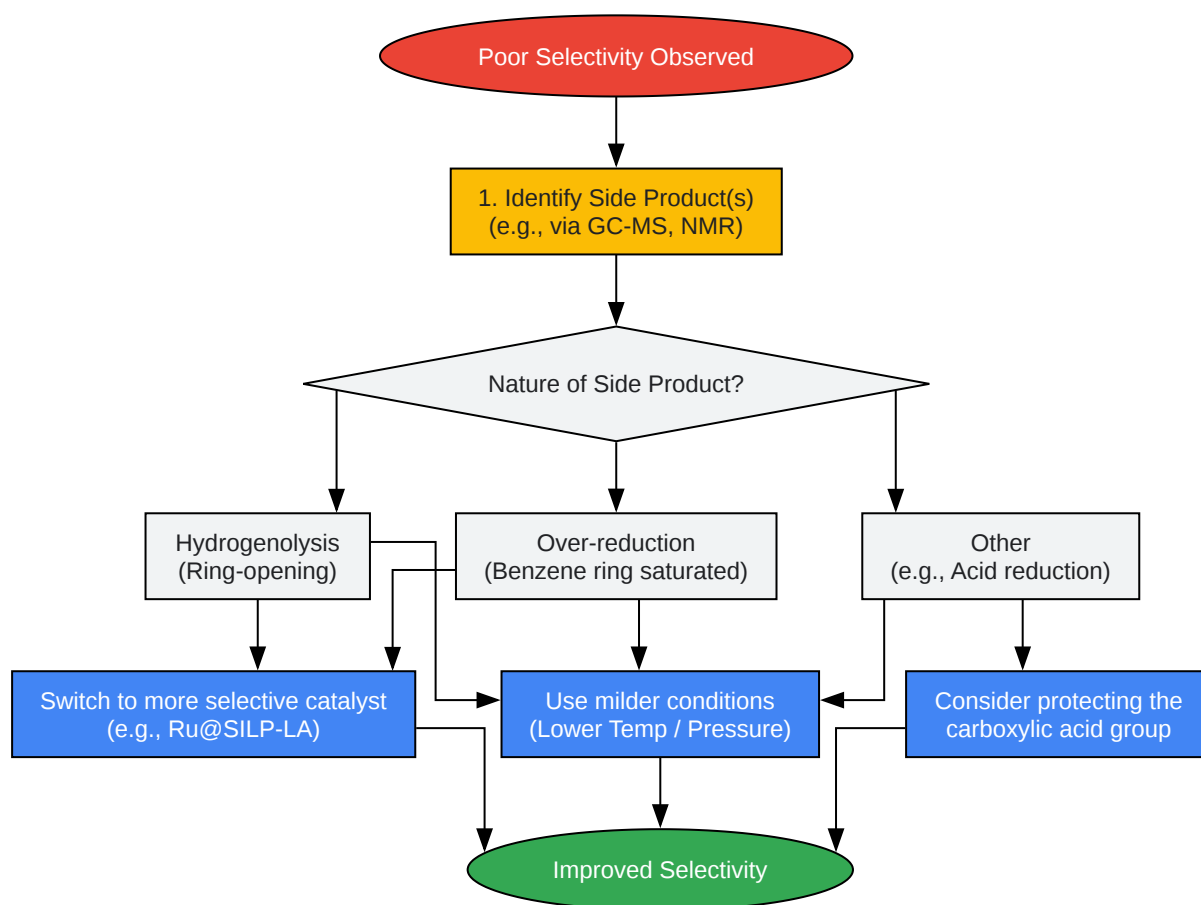 Poor Selectivity Observed
1. Identify Side Product(s)
(e.g., via GC-MS, NMR)
Nature of Side Product?
Hydrogenolysis
(Ring-opening)
Over-reduction
(Benzene ring saturated)
Other
(e.g., Acid reduction)
Switch to more selective catalyst
(e.g., Ru@SILP-LA)
Use milder conditions
(Lower Temp / Pressure)
Consider protecting the
carboxylic acid group
Improved Selectivity